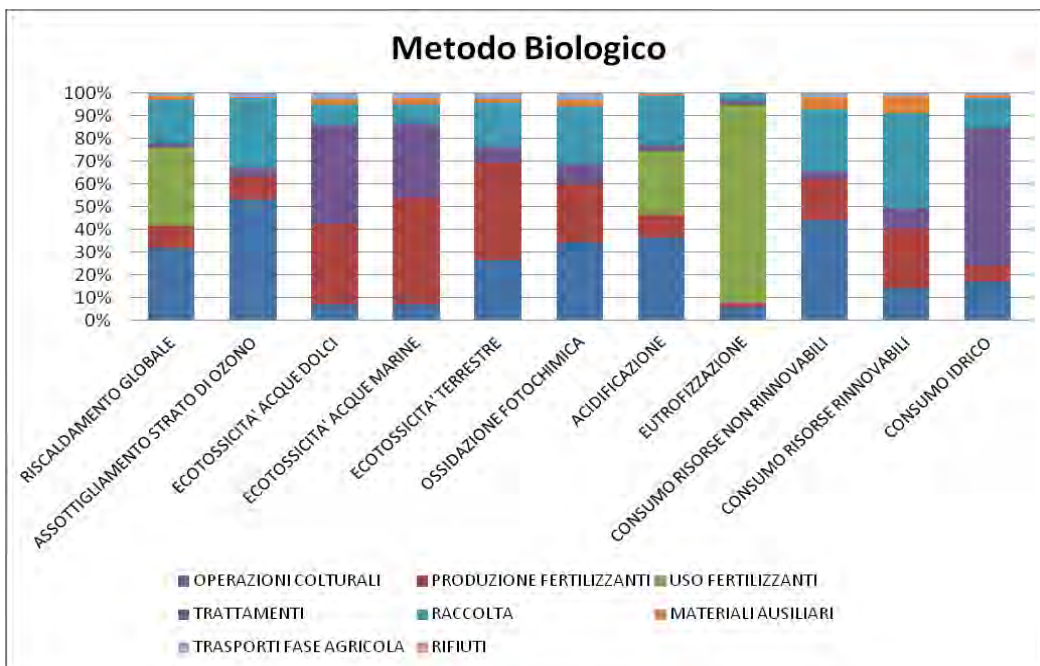 Metodo Biologico
100%
90%
80%
70%
60%
50%
40%
30%
20%
10%
0%
RISCALDAMENTO GLOBALE
ASSOTTIGLIAMENTO STRATO DI OZONO
ECOTOSSICITA' ACQUE DOLCI
ECOTOSSICITA' ACQUE MARINE
ECOTOSSICITA' TERRESTRE
OSSIDAZIONE FOTOCHIMICA
ACIDIFICAZIONE
EUTROFIZZAZIONE
CONSUMO RISORSE NON RINNOVABILI
CONSUMO RISORSE RINNOVABILI
CONSUMO IDRICO
OPERAZIONI COLTURALI PRODUZIONE FERTILIZZANTI USO FERTILIZZANTI
TRATTAMENTI RACCOLTA MATERIALI AUSILIARI
TRASPORTI FASE AGRICOLA RIFIUTI